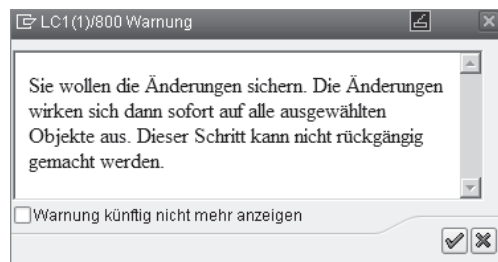 LC1(1)/800 Warnung
Sie wollen die Änderungen sichern. Die Änderungen
wirken sich dann sofort auf alle ausgewählten
Objekte aus. Dieser Schritt kann nicht rückgängig
gemacht werden.
Warnung künftig nicht mehr anzeigen